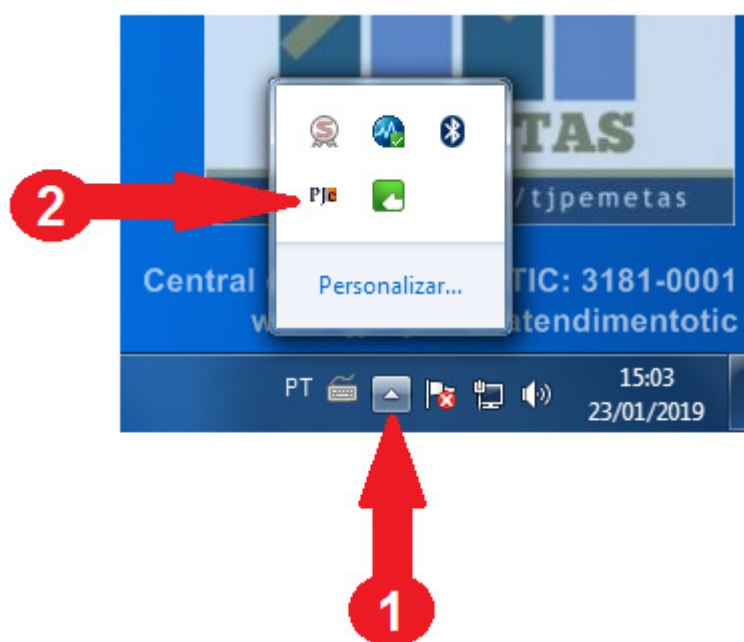 TAS
/tjpemetas
Central
TIC: 3181-0001
w
atendimentotic
S
PJe
Personalizar...
2
PT
15:03
23/01/2019
1